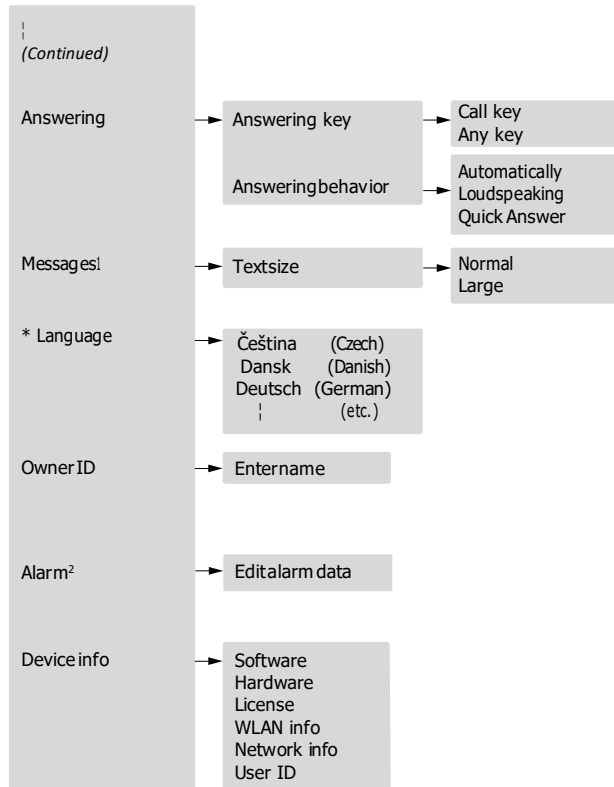 ¦
(Continued)
Answering
Answering key
Call key
Any key
Answeringbehavior
Automatically
Loudspeaking
Quick Answer
Messages1
Textsize
Normal
Large
* Language
Čeština (Czech)
Dansk (Danish)
Deutsch (German)
¦ (etc.)
OwnerID
Entername
Alarm²
Editalarmdata
Deviceinfo
Software
Hardware
License
WLAN info
Network info
User ID